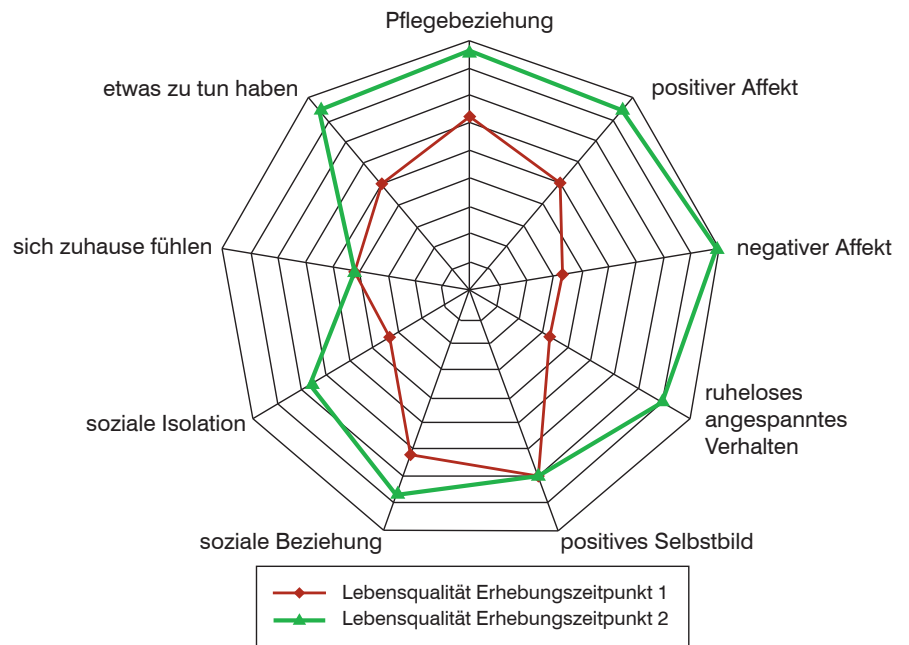 Pflegebeziehung
etwas zu tun haben
positiver Affekt
sich zuhause fühlen
negativer Affekt
ruheloses
angespanntes
Verhalten
soziale Isolation
soziale Beziehung
positives Selbstbild
Lebensqualität Erhebungszeitpunkt 1
Lebensqualität Erhebungszeitpunkt 2